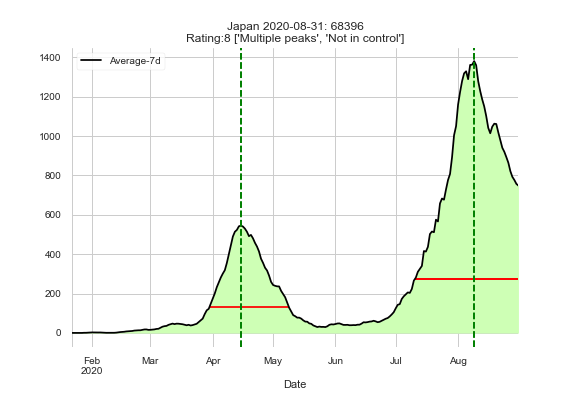 Japan 2020-08-31: 68396
Rating:8 ['Multiple peaks', 'Not in control']
Average-7d
1400
1200
1000
800
600
400
200
0
Feb Mar Apr May Jun Jul Aug
2020
Date